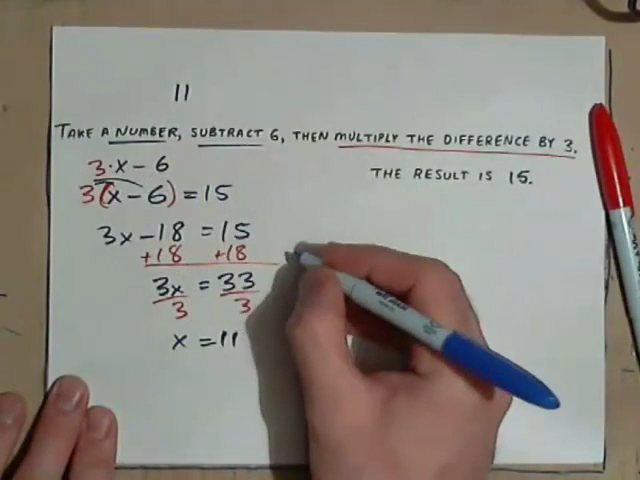 11
TAKE A NUMBER, SUBTRACT 6, THEN MULTIPLY THE DIFFERENCE BY 3.
THE RESULT IS 15.
3·x-6
3(x-6)=15
3x-18=15
+18 +18
3x=33
3 3
x=11